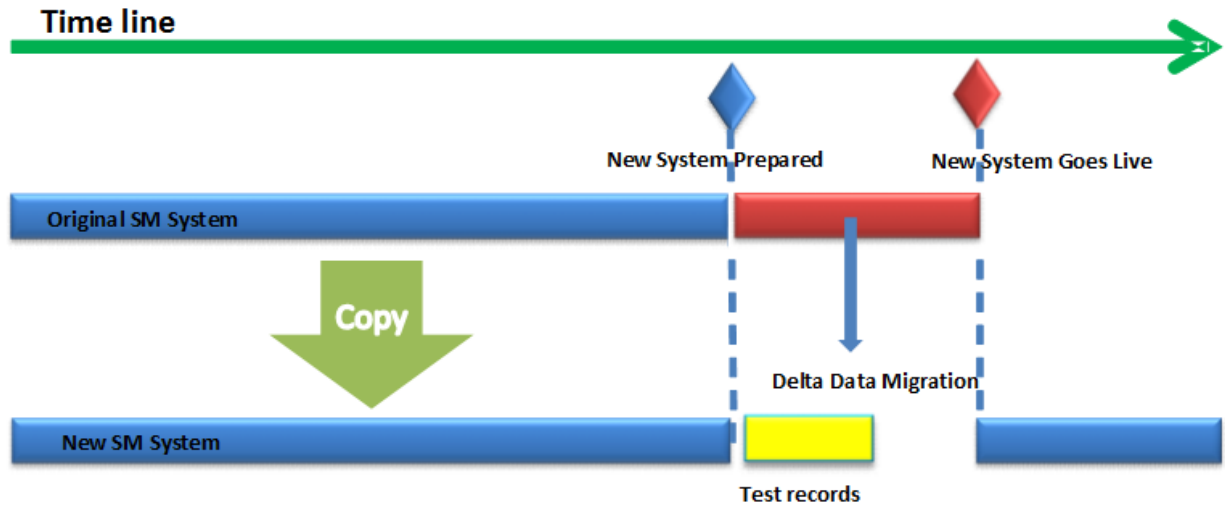 Time line
New System Prepared
New System Goes Live
Original SM System
Copy
Delta Data Migration
New SM System
Test records